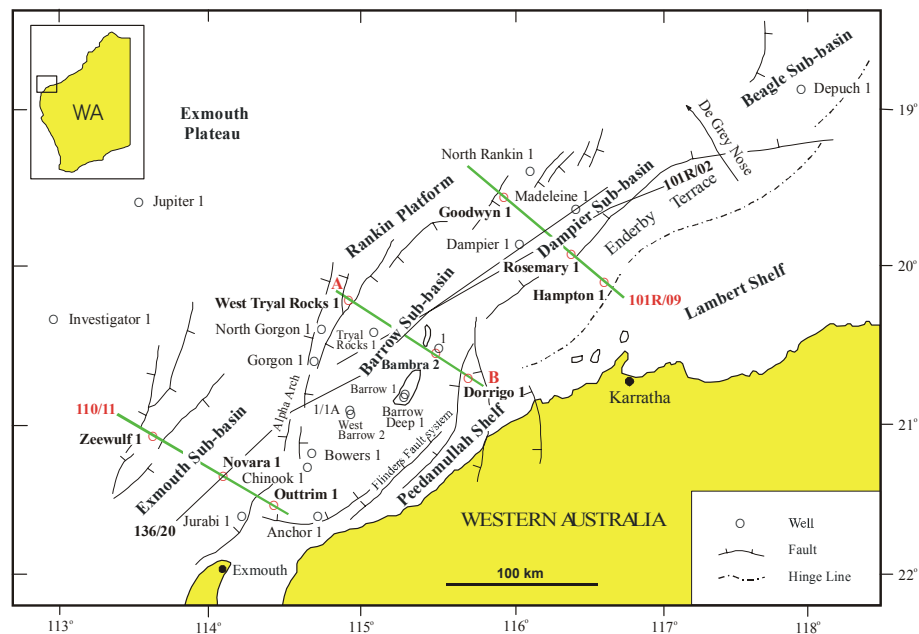 WA
Exmouth
Plateau
Beagle Sub-basin
Depuch 1
19°
De Grey Nose
North Rankin 1
101R/02
Madeleine 1
Jupiter 1
Rankin Platform
Goodwyn 1
Dampier Sub-basin
Enderby Terrace
Dampier 1
Rosemary 1
20°
A
Lambert Shelf
West Tryal Rocks 1
Hampton 1
101R/09
Investigator 1
North Gorgon 1
Tryal
Rocks 1
Barrow Sub-basin
1
Gorgon 1
Bambra 2
B
Barrow 1
Dorrigo 1
Karratha
110/11
Alpha Arch
1/1A
West
Barrow 2
Barrow
Deep 1
21°
Zeewulf 1
Exmouth Sub-basin
Novara 1
Bowers 1
Chinook 1
Flinders Fault system
Peedamullah Shelf
Outtrim 1
136/20
Jurabi 1
Anchor 1
WESTERN AUSTRALIA
Well
Fault
Hinge Line
Exmouth
100 km
22°
113°
114°
115°
116°
117°
118°